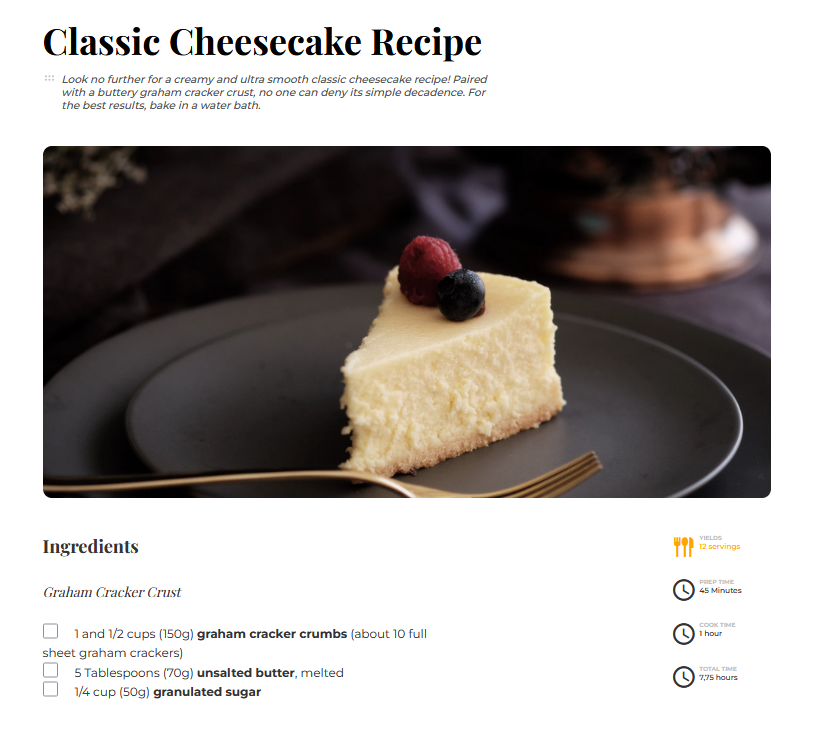 Classic Cheesecake Recipe
Look no further for a creamy and ultra smooth classic cheesecake recipe! Paired
with a buttery graham cracker crust, no one can deny its simple decadence. For
the best results, bake in a water bath.
Ingredients
Graham Cracker Crust
1 and 1/2 cups (150g) graham cracker crumbs (about 10 full
sheet graham crackers)
5 Tablespoons (70g) unsalted butter, melted
1/4 cup (50g) granulated sugar
YIELDS
12 servings
PREP TIME
45 Minutes
COOK TIME
1 hour
TOTAL TIME
7,75 hours